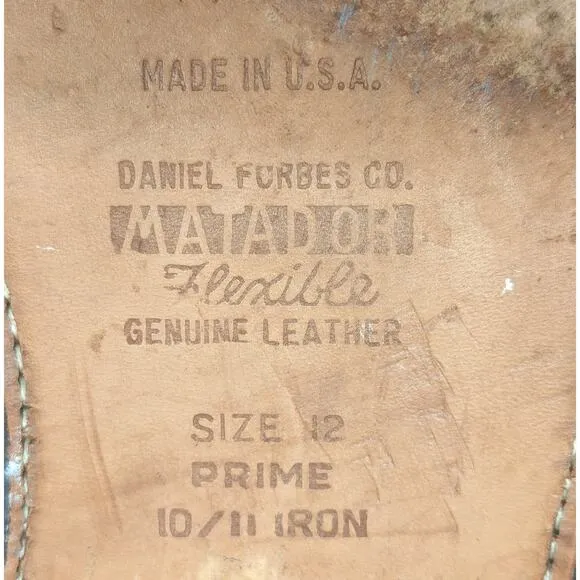 MADE IN U.S.A.
DANIEL FORBES CO.
MATADOR
Flexible
GENUINE LEATHER
SIZE 12
PRIME
10/11 IRON